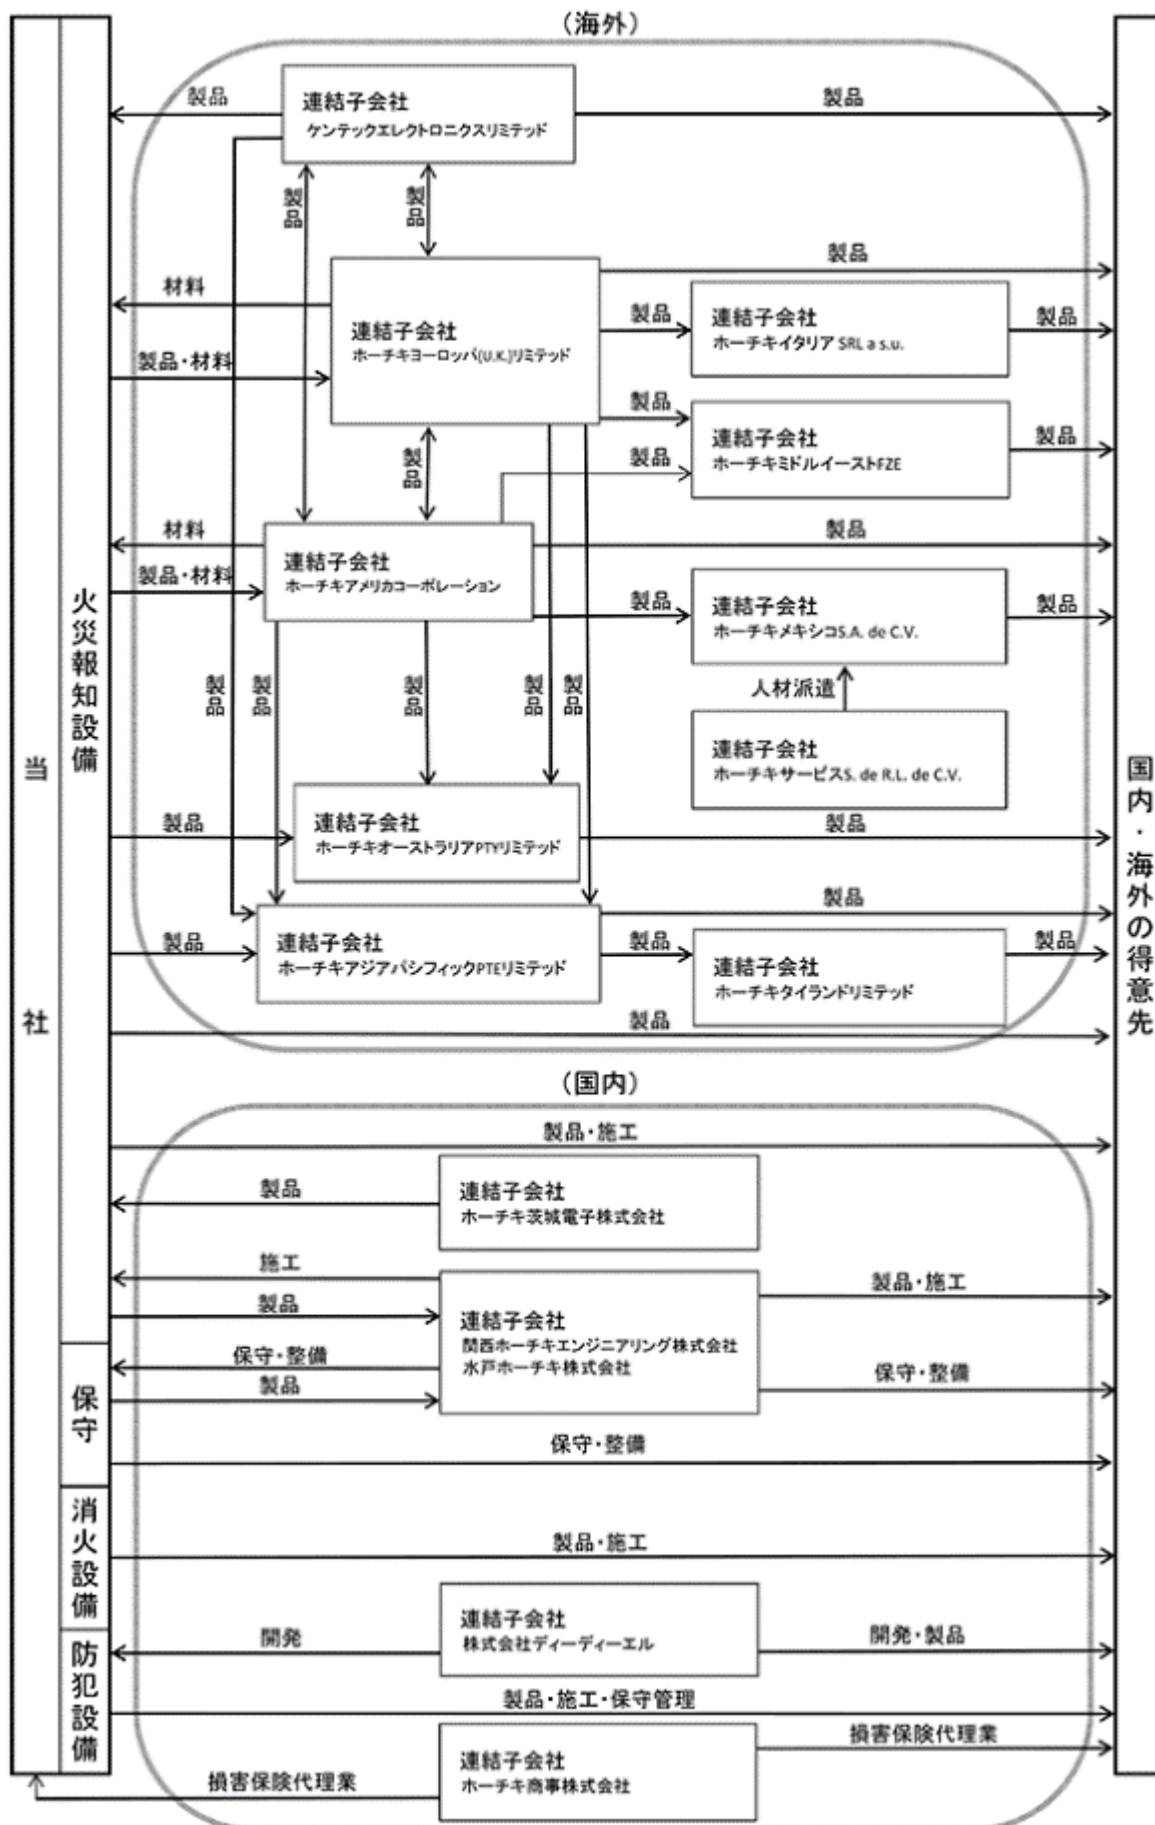 (海外)
連結子会社
ケンテックエレクトロニクスリミテッド
製品
製品
製品
製品
連結子会社
ホーチキヨーロッパ(U.K.)リミテッド
材料
製品・材料
製品
製品
連結子会社
ホーチキイタリア SRL a s.u.
製品
製品
連結子会社
ホーチキミドルイーストFZE
製品
製品
製品
材料
製品・材料
連結子会社
ホーチキアメリカコーポレーション
製品
製品
連結子会社
ホーチキメキシコS.A. de C.V.
製品
人材派遣
連結子会社
ホーチキサービスS. de R.L. de C.V.
製品
製品
製品
製品
製品
製品
連結子会社
ホーチキオーストラリアPTYリミテッド
製品
製品
連結子会社
ホーチキアジアパシフィックPTEリミテッド
製品
製品
連結子会社
ホーチキタイランドリミテッド
製品
製品
当社
火災報知設備
国内・海外の得意先
(国内)
製品・施工
製品
連結子会社
ホーチキ茨城電子株式会社
施工
製品
連結子会社
関西ホーチキエンジニアリング株式会社
水戸ホーチキ株式会社
製品・施工
保守・整備
製品
保守・整備
保守
保守・整備
消火設備
製品・施工
連結子会社
株式会社ディーディーエル
開発
開発・製品
防犯設備
製品・施工・保守管理
連結子会社
ホーチキ商事株式会社
損害保険代理業
損害保険代理業